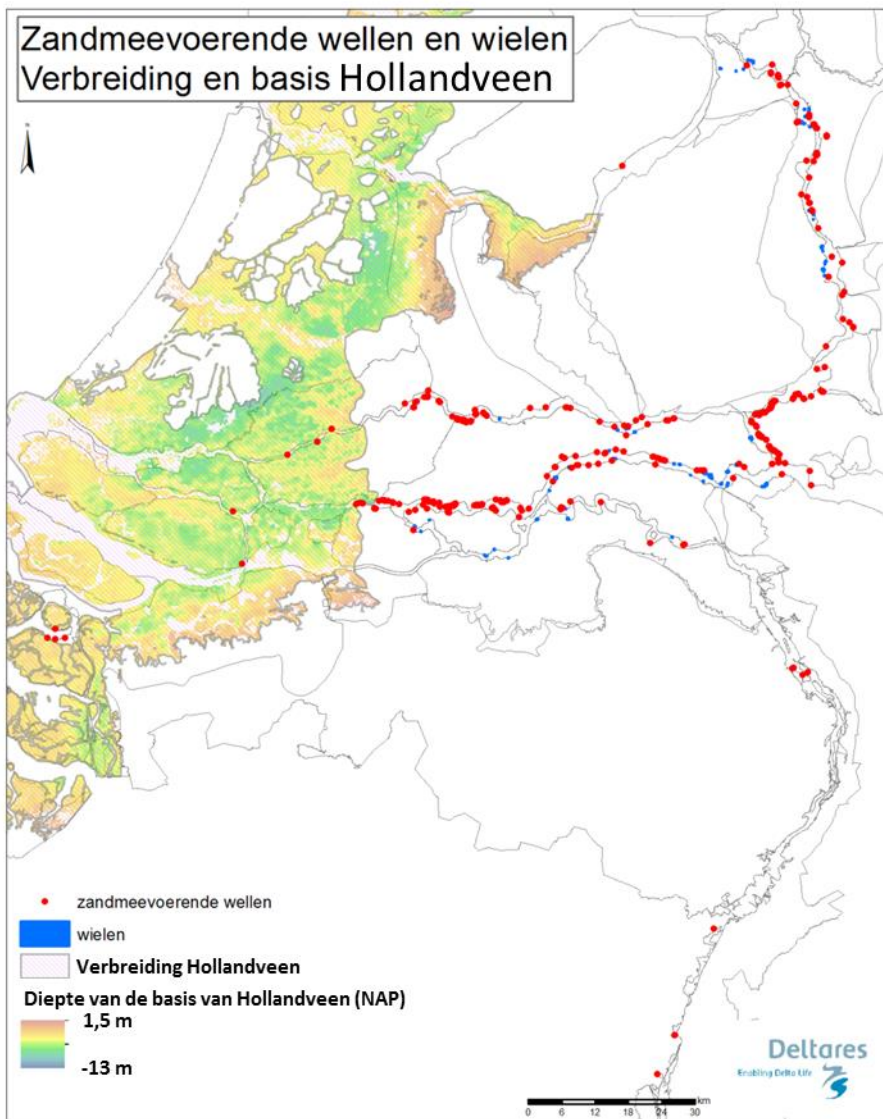 Zandmeevoerende wellen en wielen
Verbreiding en basis Hollandveen
zandmeevoerende wellen
wielen
Verbreiding Hollandveen
Diepte van de basis van Hollandveen (NAP)
1,5 m
-13 m
Deltares
Enabling Delta Life
km
0 6 12 18 24 30